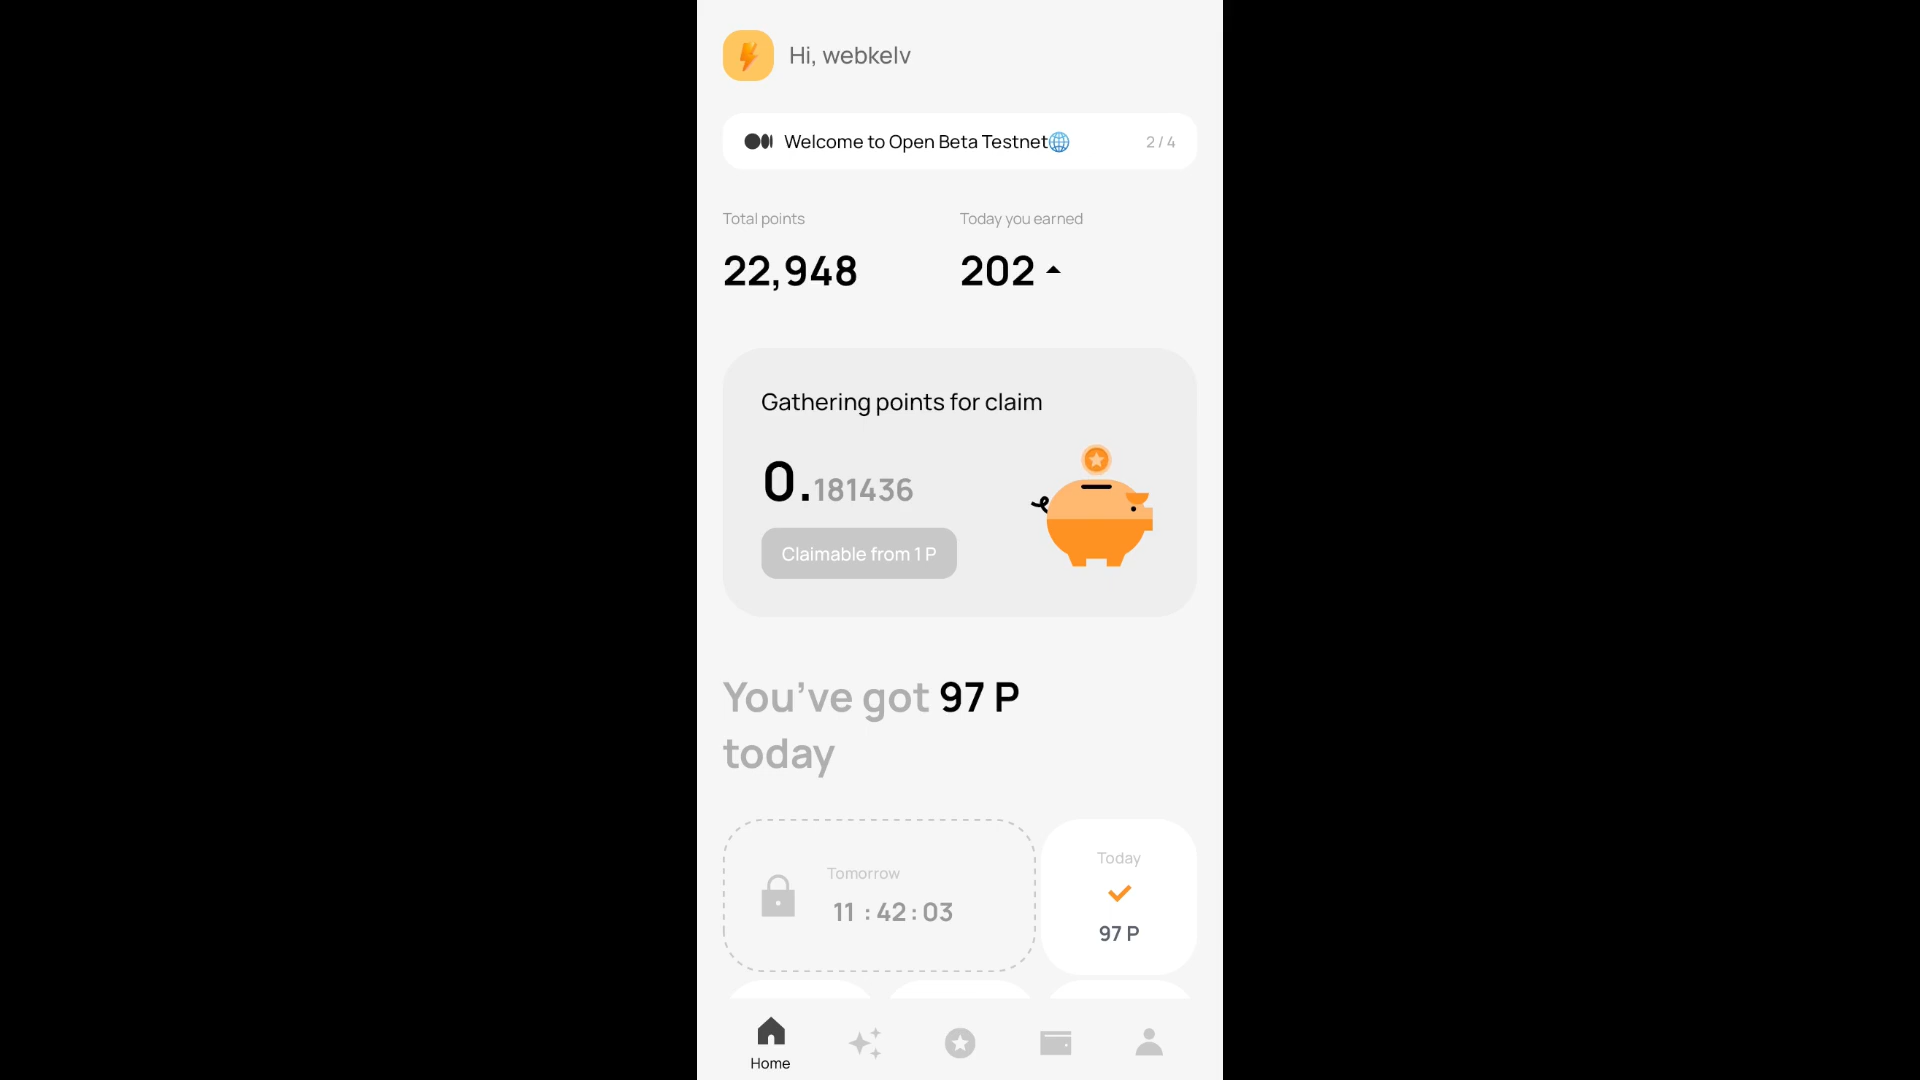 Hi, webkelv
Welcome to Open Beta Testnet 2 / 4
Total points
Today you earned
22,948
202
Gathering points for claim
0.181436
Claimable from 1 P
You've got 97 P
today
Tomorrow
11 : 42 : 03
Today
97 P
Home